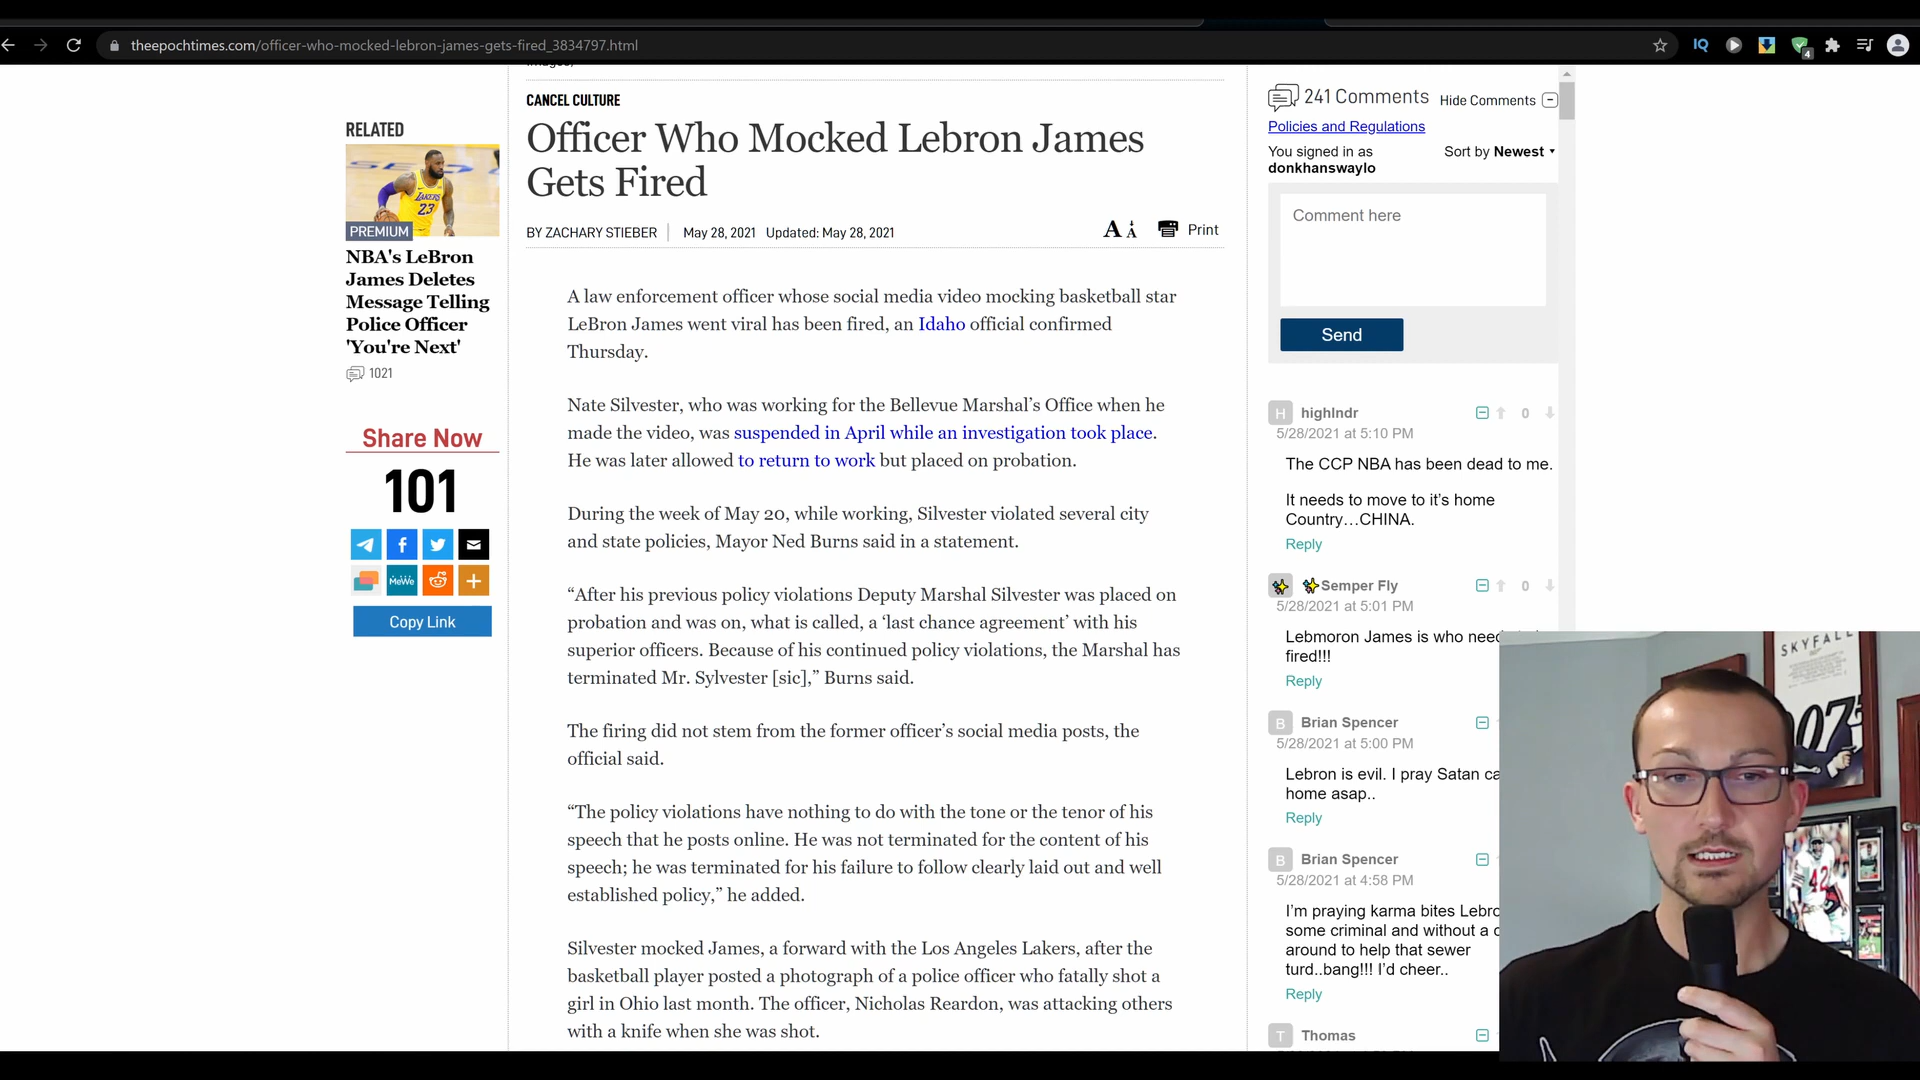 theepochtimes.com/officer-who-mocked-lebron-james-gets-fired_3834797.html
IQ
4
RELATED
LAKERS
23
PREMIUM
NBA's LeBron
James Deletes
Message Telling
Police Officer
'You're Next'
1021
Share Now
101
MeWe
Copy Link
CANCEL CULTURE
Officer Who Mocked Lebron James
Gets Fired
BY ZACHARY STIEBER
May 28, 2021 Updated: May 28, 2021
A A
Print
A law enforcement officer whose social media video mocking basketball star
LeBron James went viral has been fired, an Idaho official confirmed
Thursday.
Nate Silvester, who was working for the Bellevue Marshal’s Office when he
made the video, was suspended in April while an investigation took place.
He was later allowed to return to work but placed on probation.
During the week of May 20, while working, Silvester violated several city
and state policies, Mayor Ned Burns said in a statement.
“After his previous policy violations Deputy Marshal Silvester was placed on
probation and was on, what is called, a ‘last chance agreement’ with his
superior officers. Because of his continued policy violations, the Marshal has
terminated Mr. Sylvester [sic],” Burns said.
The firing did not stem from the former officer’s social media posts, the
official said.
“The policy violations have nothing to do with the tone or the tenor of his
speech that he posts online. He was not terminated for the content of his
speech; he was terminated for his failure to follow clearly laid out and well
established policy,” he added.
Silvester mocked James, a forward with the Los Angeles Lakers, after the
basketball player posted a photograph of a police officer who fatally shot a
girl in Ohio last month. The officer, Nicholas Reardon, was attacking others
with a knife when she was shot.
241 Comments
Hide Comments
Policies and Regulations
You signed in as
donkhanswaylo
Sort by Newest
Comment here
Send
H
highlndr
0
5/28/2021 at 5:10 PM
The CCP NBA has been dead to me.
It needs to move to it’s home
Country…CHINA.
Reply
Semper Fly
0
5/28/2021 at 5:01 PM
Lebmoron James is who
fired!!!
Reply
B
Brian Spencer
5/28/2021 at 5:00 PM
Lebron is evil. I pray Satan
home asap..
Reply
B
Brian Spencer
5/28/2021 at 4:58 PM
I’m praying karma bites
some criminal and without a
around to help that sewer
turd..bang!!! I’d cheer..
Reply
T
Thomas
SKYFALL
007
42